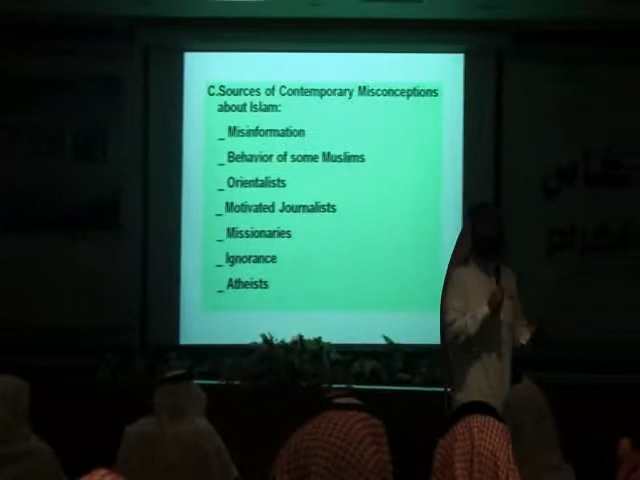 C.Sources of Contemporary Misconceptions
about Islam:
_ Misinformation
_ Behavior of some Muslims
_ Orientalists
_ Motivated Journalists
_ Missionaries
_ Ignorance
_ Atheists